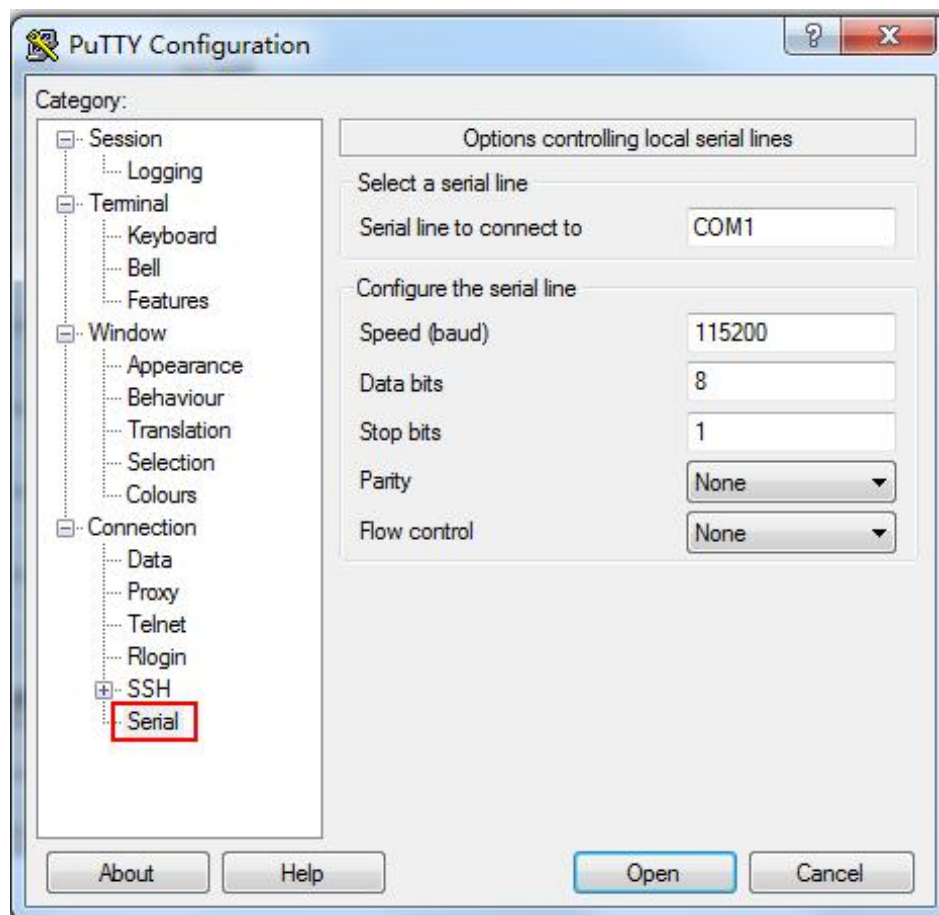 PuTTY Configuration
Category:
Session
Logging
Terminal
Keyboard
Bell
Features
Window
Appearance
Behaviour
Translation
Selection
Colours
Connection
Data
Proxy
Telnet
Rlogin
SSH
Serial
Options controlling local serial lines
Select a serial line
Serial line to connect to COM1
Configure the serial line
Speed (baud) 115200
Data bits 8
Stop bits 1
Parity None
Flow control None
About Help Open Cancel